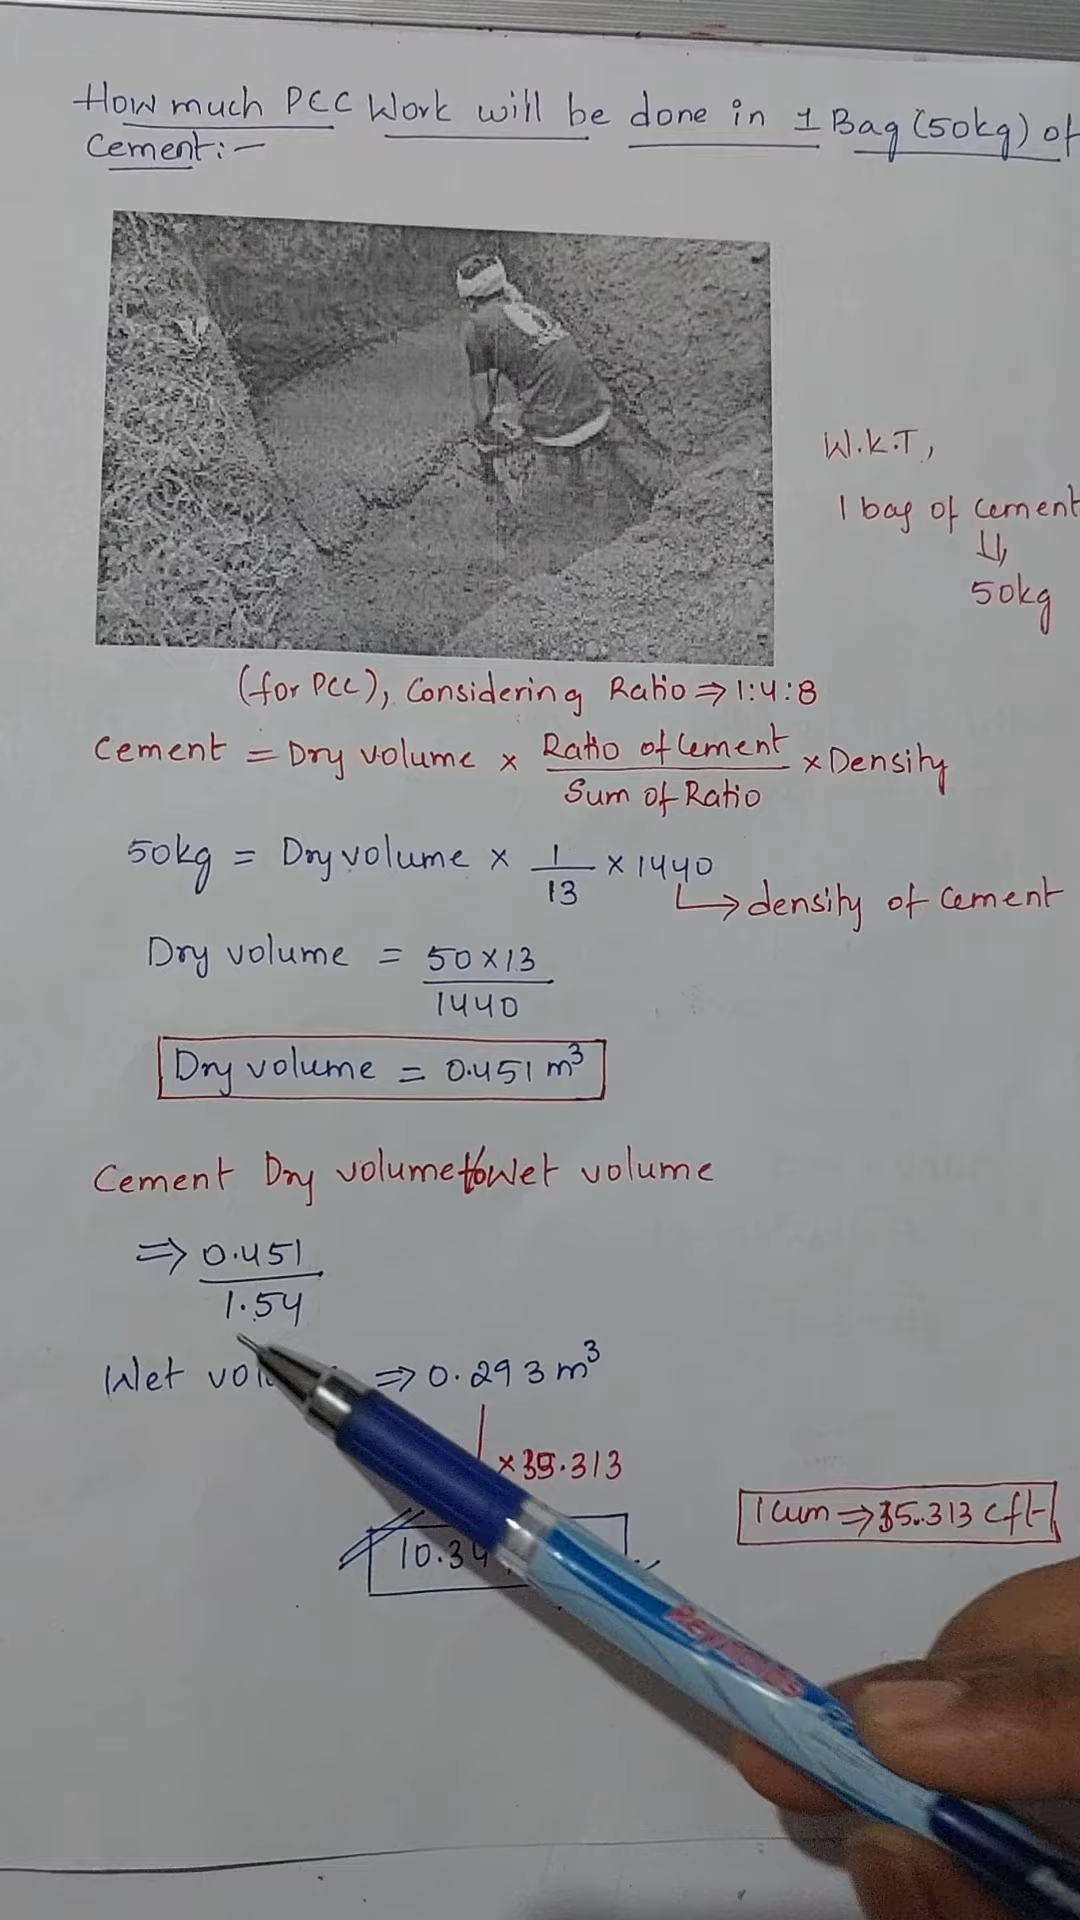 How much PCC Work will be done in 1 Bag (50kg) of
Cement:-
W.K.T,
1 bag of cement
⇓
50kg
(for PCC), Considering Ratio ⇒ 1:4:8
Cement = Dry volume × Ratio of Cement / Sum of Ratio × Density
50kg = Dry volume × 1/13 × 1440
↳ density of cement
Dry volume = 50×13 / 1440
Dry volume = 0.451 m³
Cement Dry volume to Wet volume
⇒ 0.451 / 1.54
Wet ⇒ 0.293 m³
×35.313
1 cum ⇒ 35.313 cft
10.34
REYNOLDS